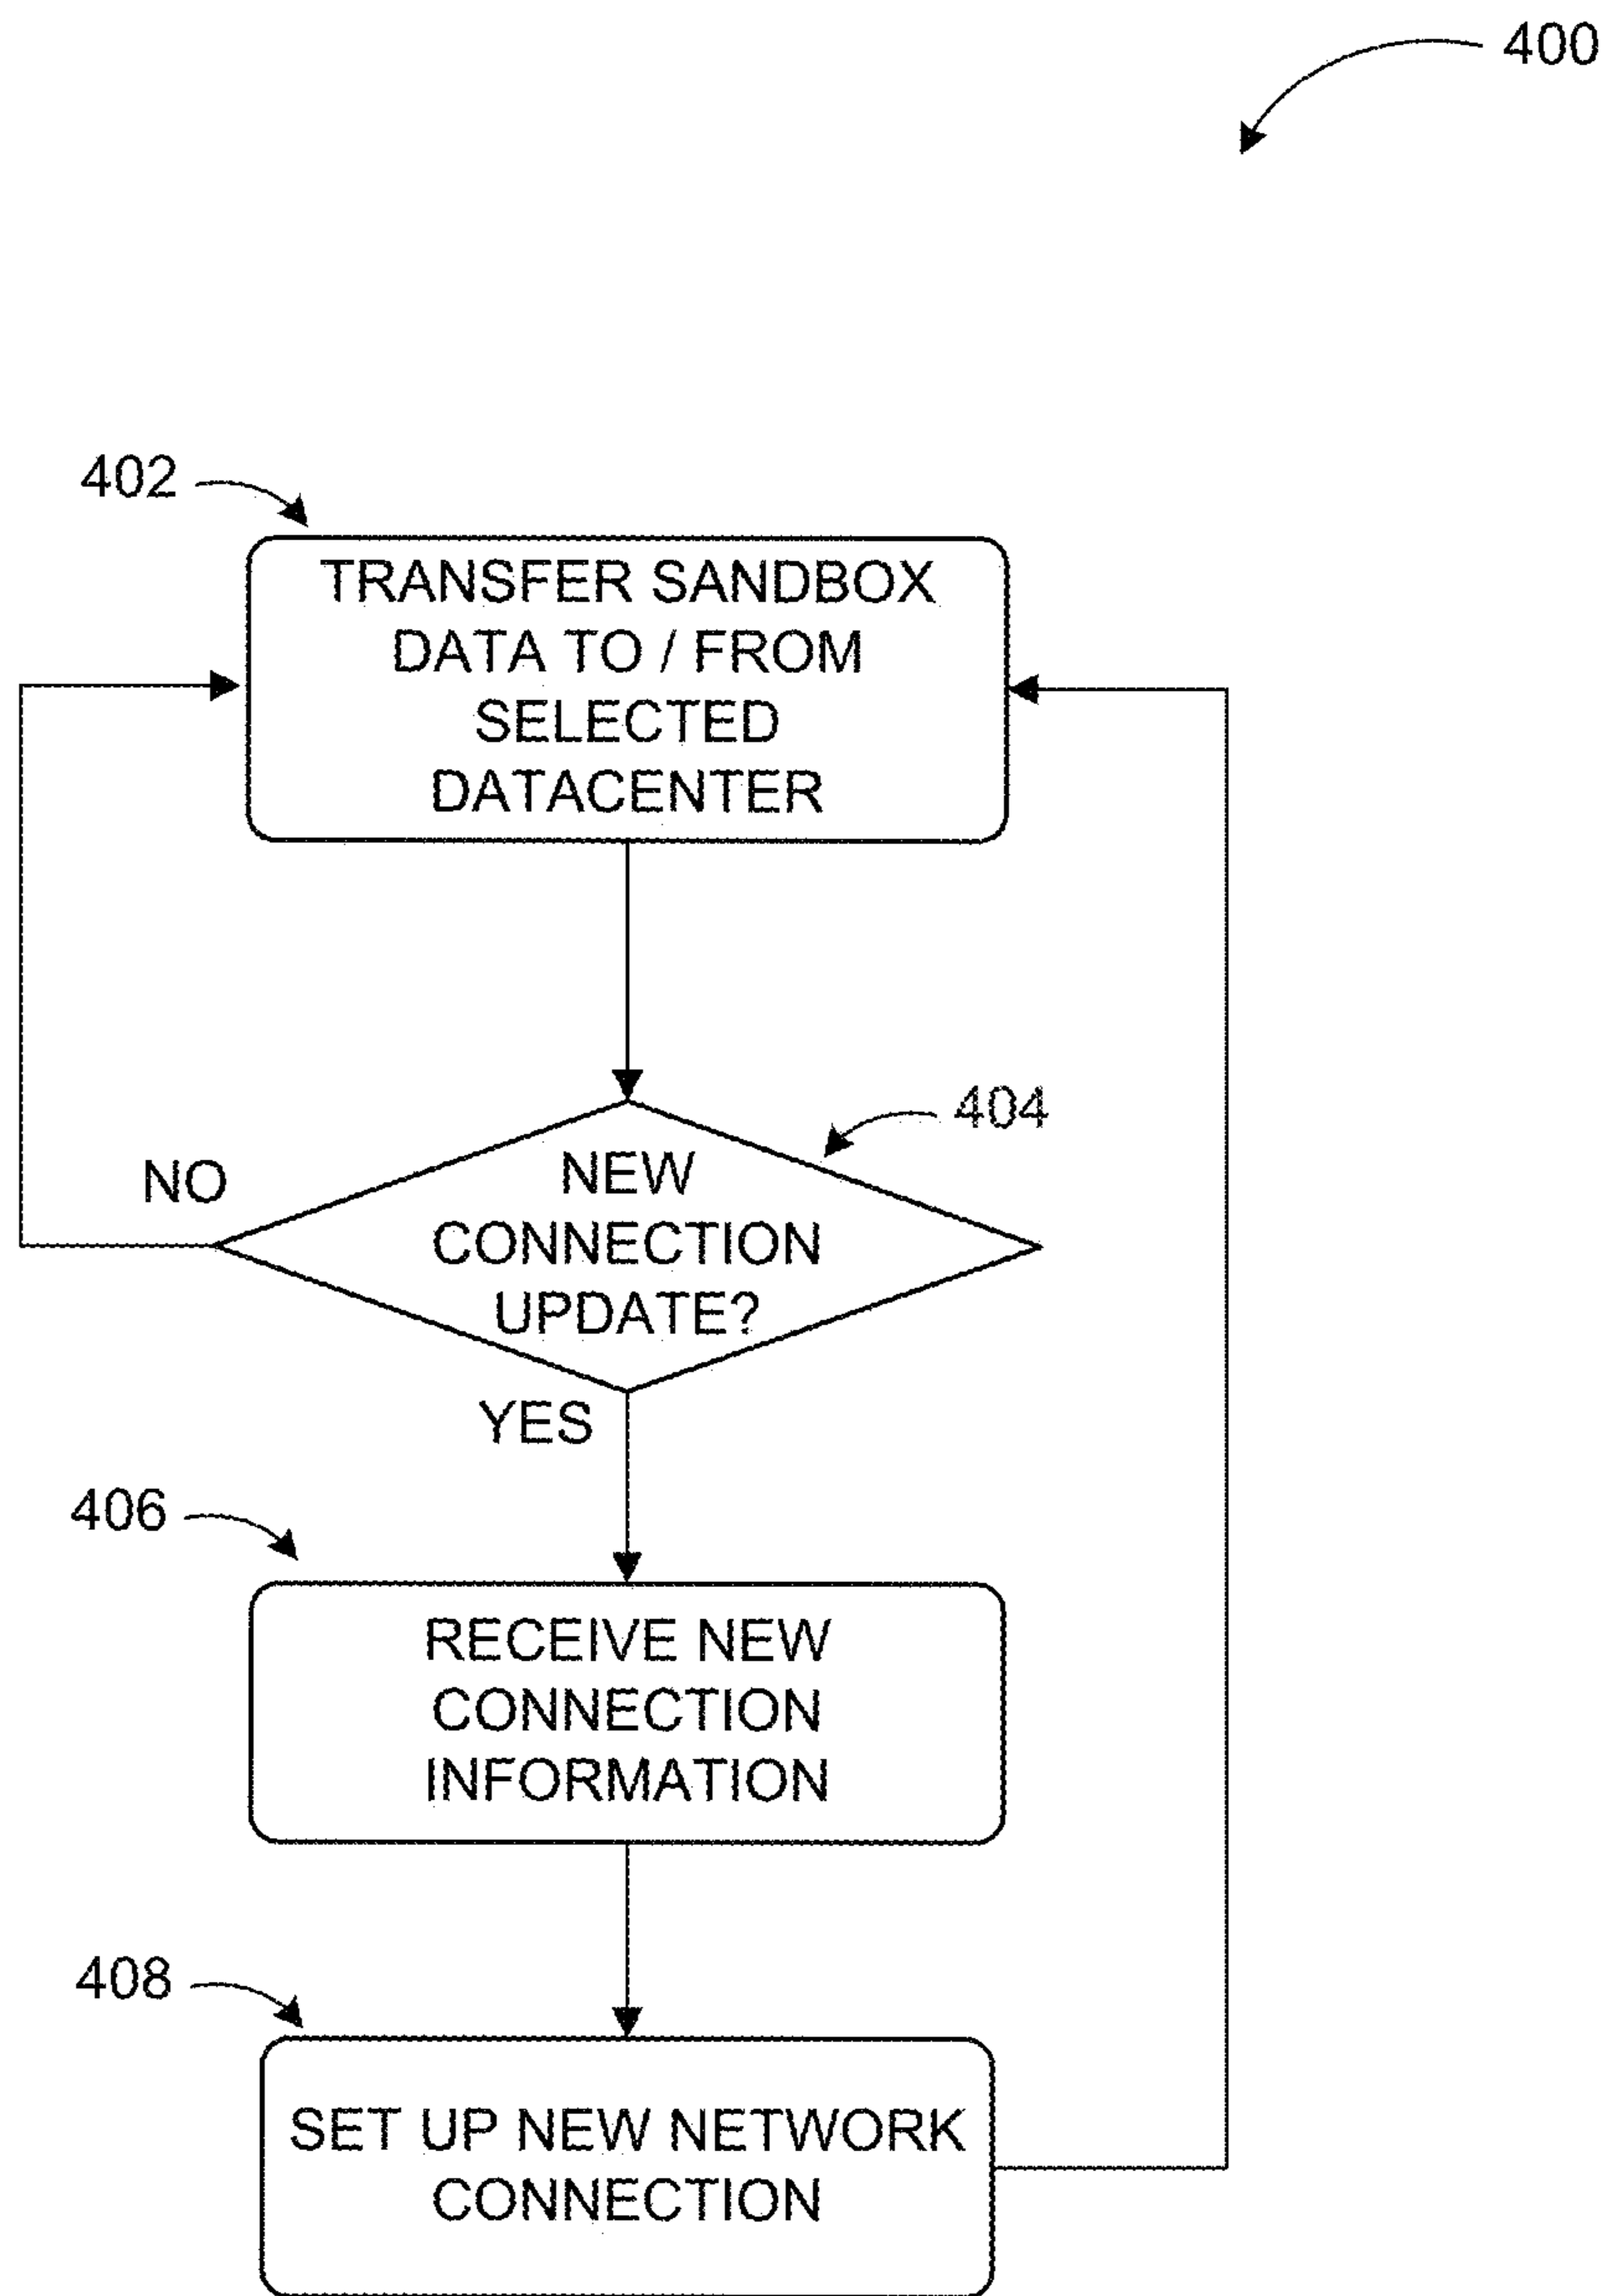 400
402
TRANSFER SANDBOX
DATA TO / FROM
SELECTED
DATACENTER
404
NEW
CONNECTION
UPDATE?
NO
YES
406
RECEIVE NEW
CONNECTION
INFORMATION
408
SET UP NEW NETWORK
CONNECTION